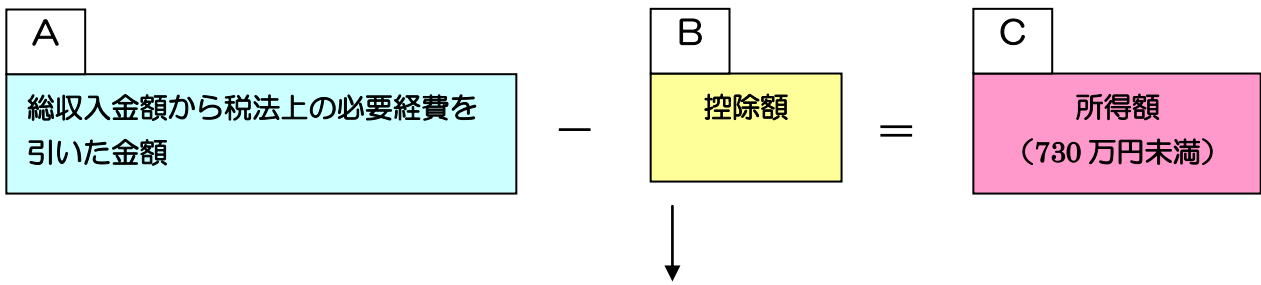 A
B
C
総収入金額から税法上の必要経費を
引いた金額
－
控除額
＝
所得額
（730 万円未満）